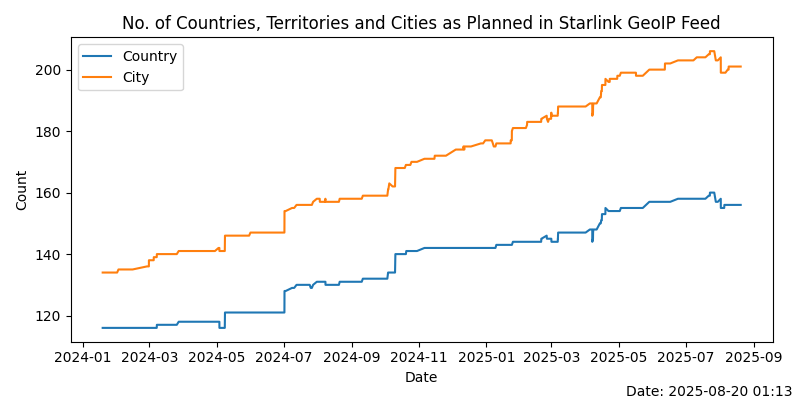 No. of Countries, Territories and Cities as Planned in Starlink GeoIP Feed
Country
City
Count
200
180
160
140
120
2024-01 2024-03 2024-05 2024-07 2024-09 2024-11 2025-01 2025-03 2025-05 2025-07 2025-09
Date
Date: 2025-08-20 01:13